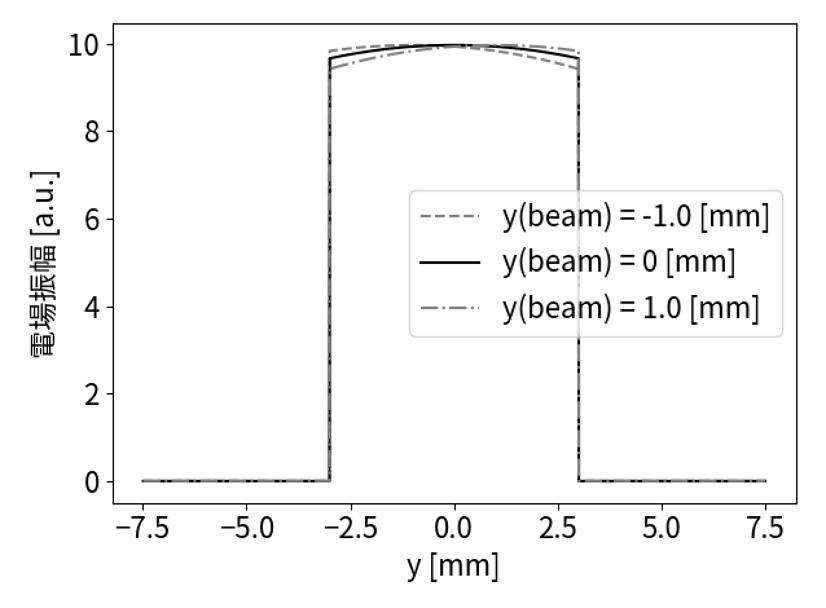 10
8
6
4
2
0
電場振幅 [a.u.]
y(beam) = -1.0 [mm]
y(beam) = 0 [mm]
y(beam) = 1.0 [mm]
−7.5 −5.0 −2.5 0.0 2.5 5.0 7.5
y [mm]